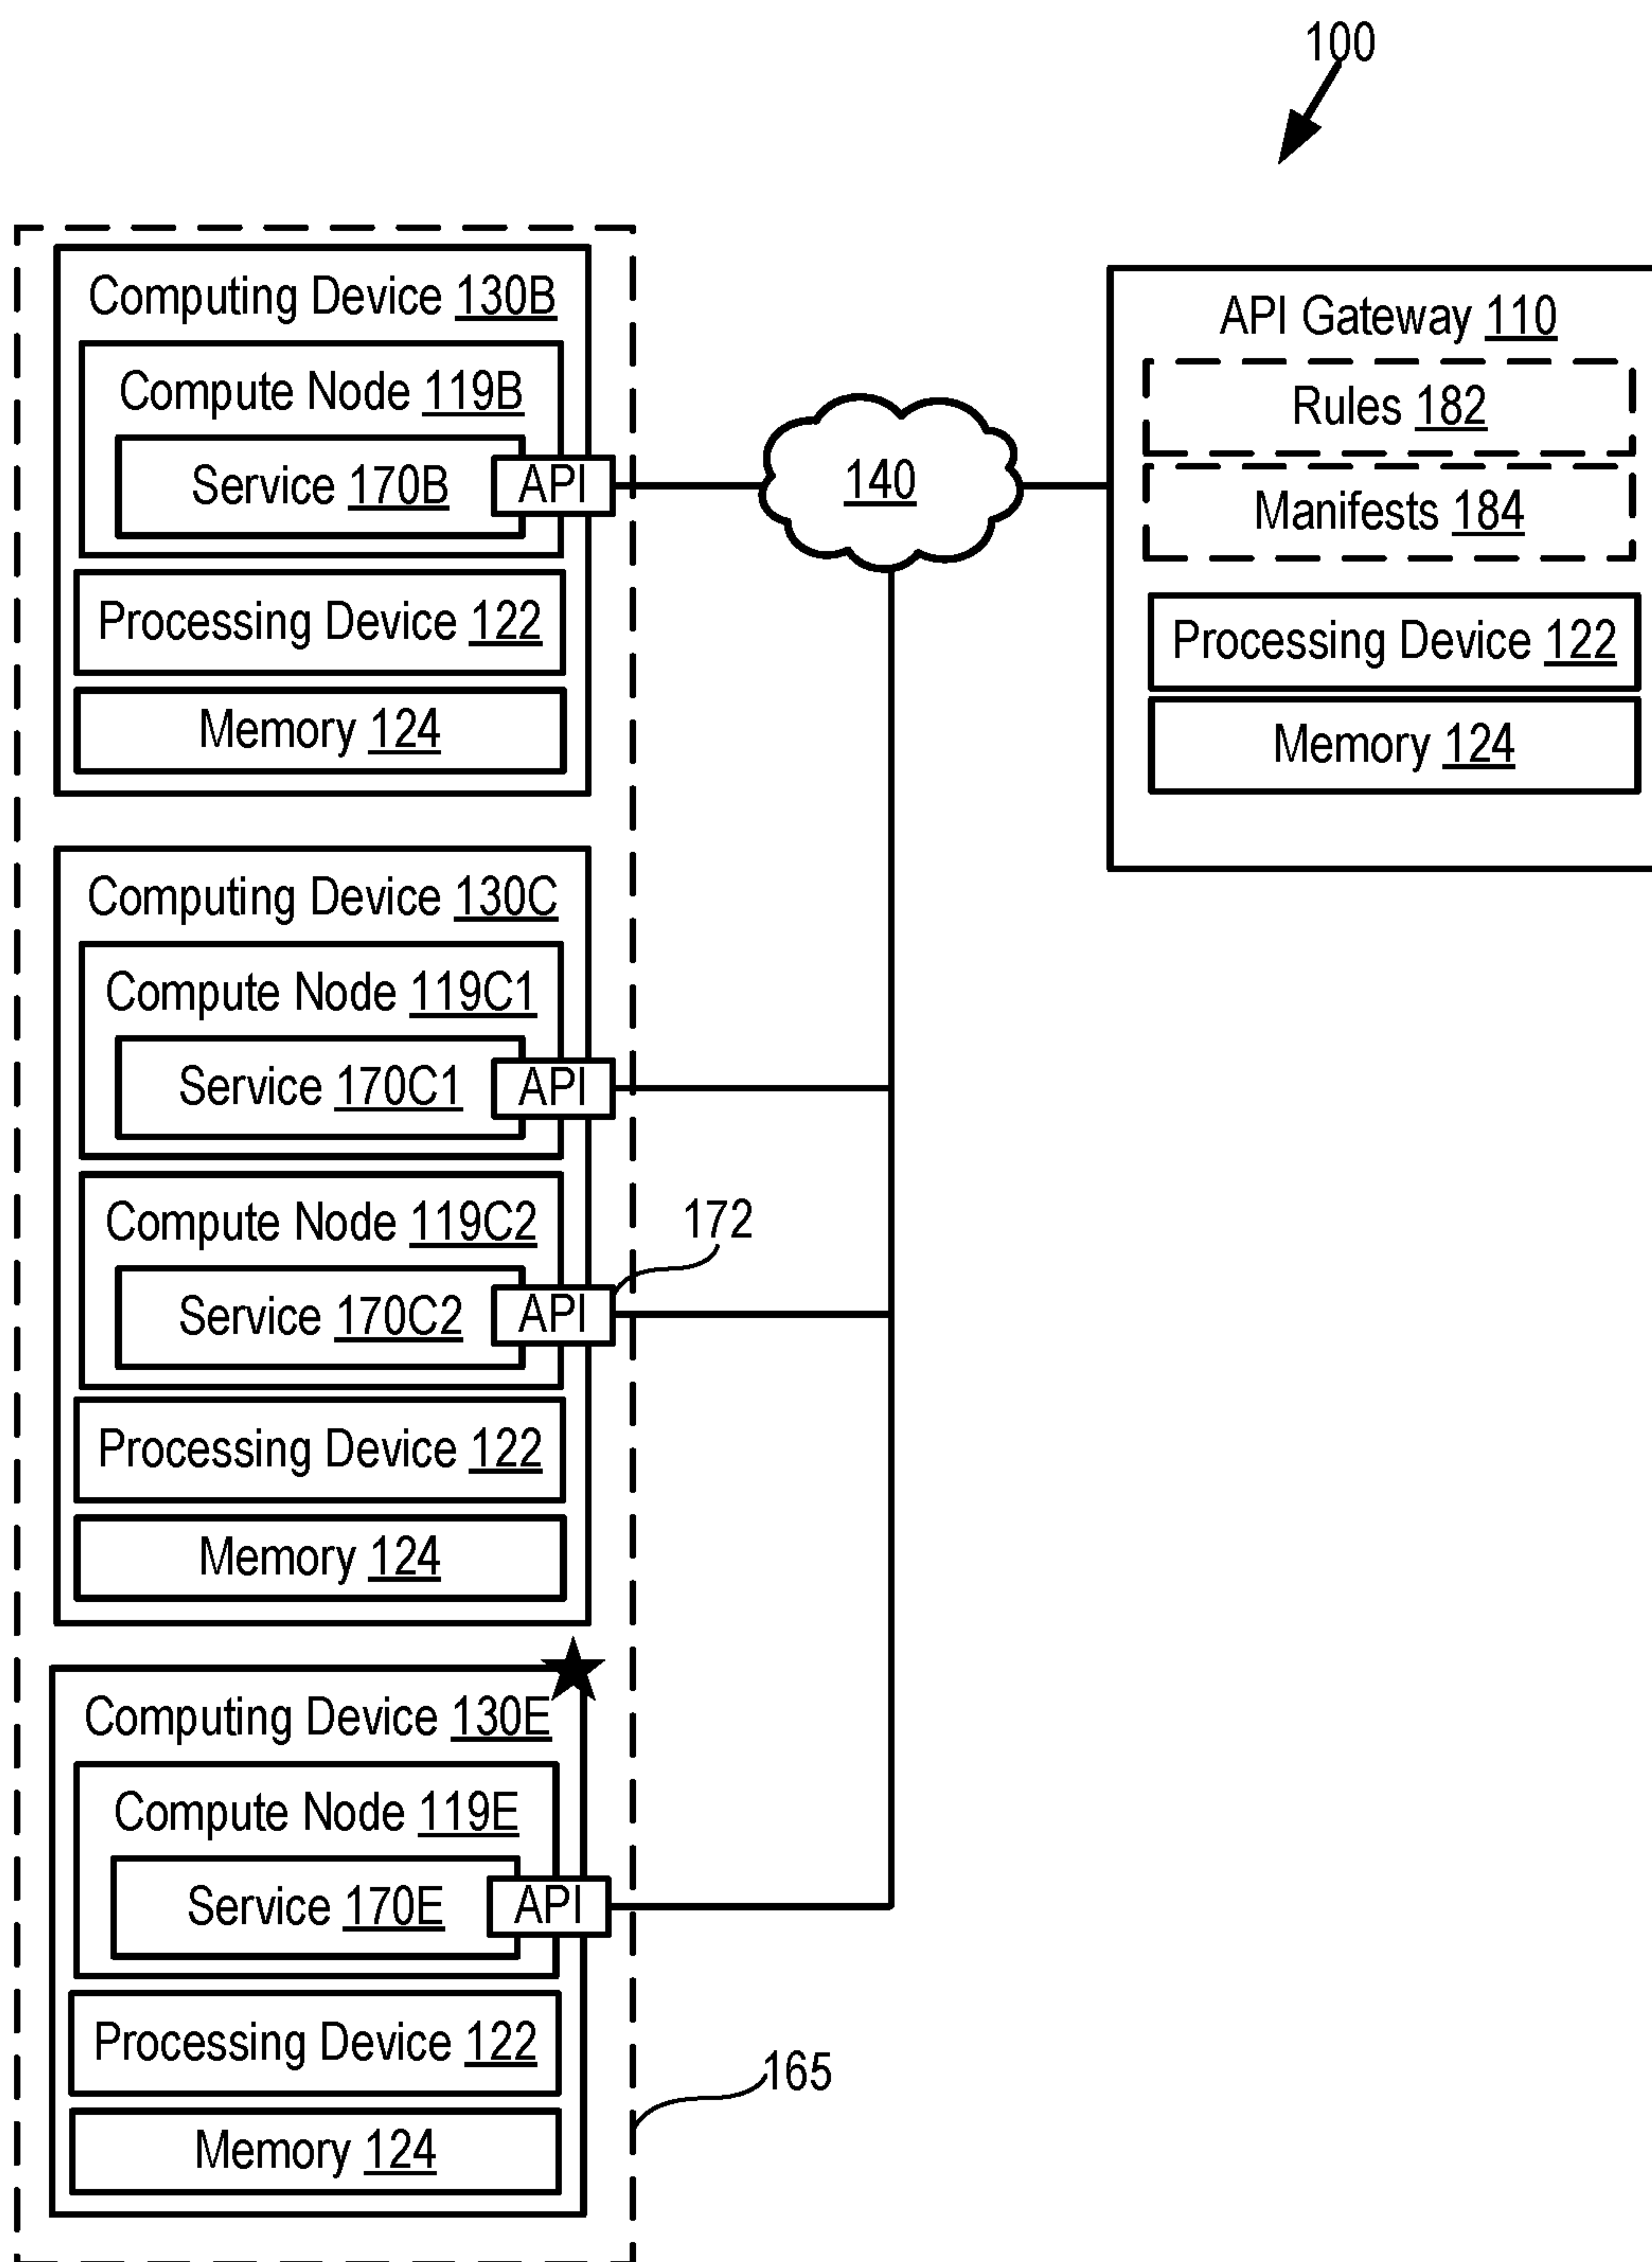 100
Computing Device 130B
Compute Node 119B
Service 170B
API
Processing Device 122
Memory 124
140
API Gateway 110
Rules 182
Manifests 184
Processing Device 122
Memory 124
Computing Device 130C
Compute Node 119C1
Service 170C1
API
Compute Node 119C2
172
Service 170C2
API
Processing Device 122
Memory 124
Computing Device 130E
Compute Node 119E
Service 170E
API
Processing Device 122
165
Memory 124